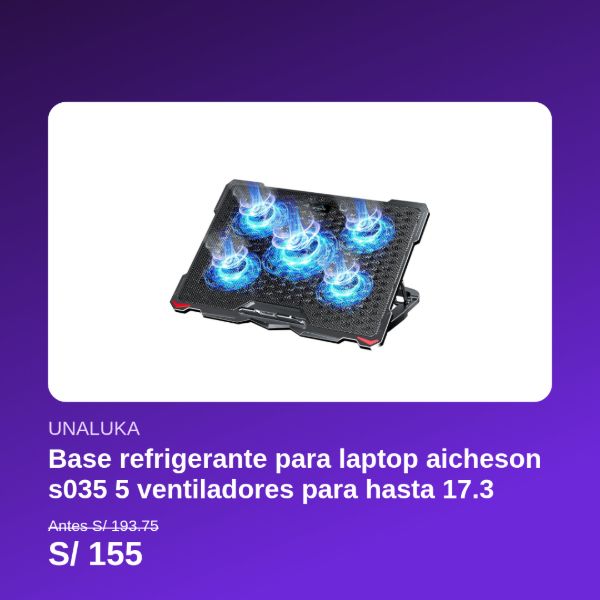 UNALUKA
Base refrigerante para laptop aicheson
s035 5 ventiladores para hasta 17.3
Antes S/ 193.75
S/ 155